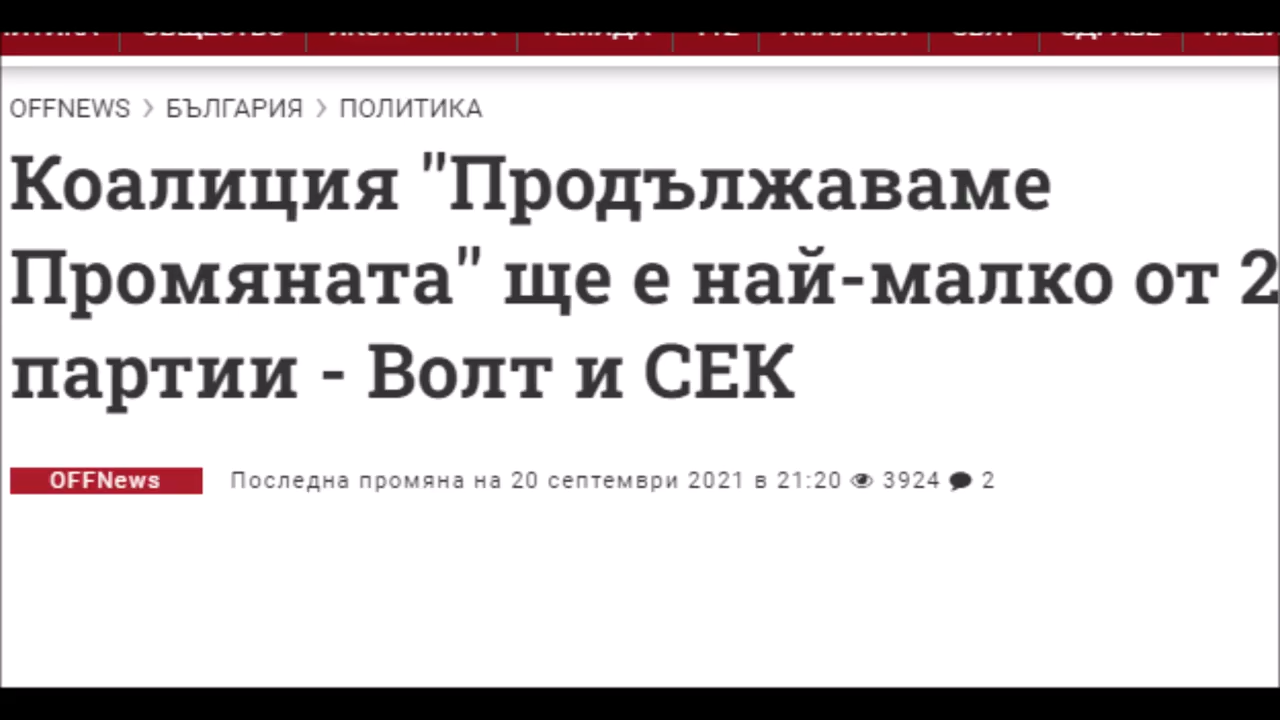 OFFNEWS > БЪЛГАРИЯ > ПОЛИТИКА
Коалиция "Продължаваме
Промяната" ще е най-малко от 2
партии - Волт и СЕК
OFFNews Последна промяна на 20 септември 2021 в 21:20 3924 2